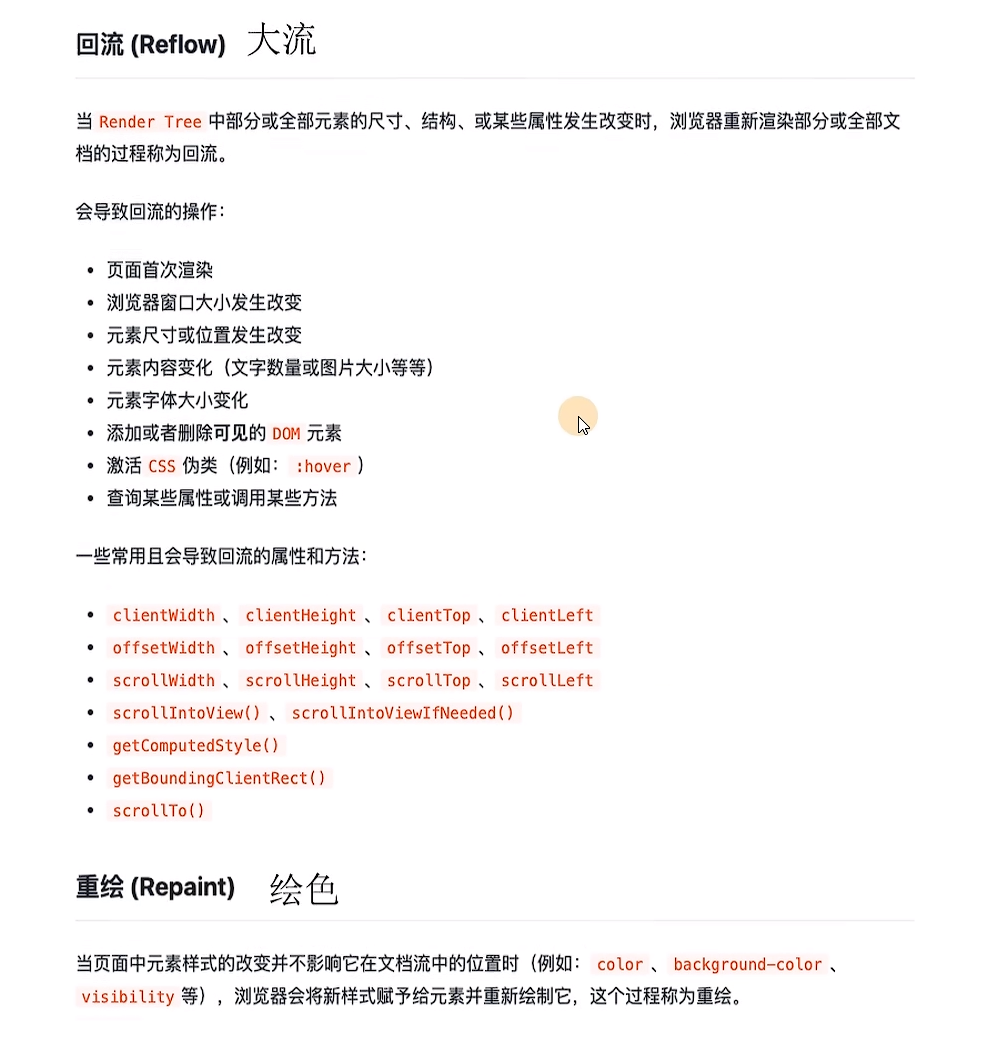 回流 (Reflow) 大流
当 Render Tree 中部分或全部元素的尺寸、结构、或某些属性发生改变时，浏览器重新渲染部分或全部文
档的过程称为回流。
会导致回流的操作：
• 页面首次渲染
• 浏览器窗口大小发生改变
• 元素尺寸或位置发生改变
• 元素内容变化（文字数量或图片大小等等）
• 元素字体大小变化
• 添加或者删除可见的 DOM 元素
• 激活 CSS 伪类（例如： :hover ）
• 查询某些属性或调用某些方法
一些常用且会导致回流的属性和方法：
• clientWidth 、 clientHeight 、 clientTop 、 clientLeft
• offsetWidth 、 offsetHeight 、 offsetTop 、 offsetLeft
• scrollWidth 、 scrollHeight 、 scrollTop 、 scrollLeft
• scrollIntoView() 、 scrollIntoViewIfNeeded()
• getComputedStyle()
• getBoundingClientRect()
• scrollTo()
重绘 (Repaint) 绘色
当页面中元素样式的改变并不影响它在文档流中的位置时（例如： color 、 background-color 、
visibility 等），浏览器会将新样式赋予给元素并重新绘制它，这个过程称为重绘。